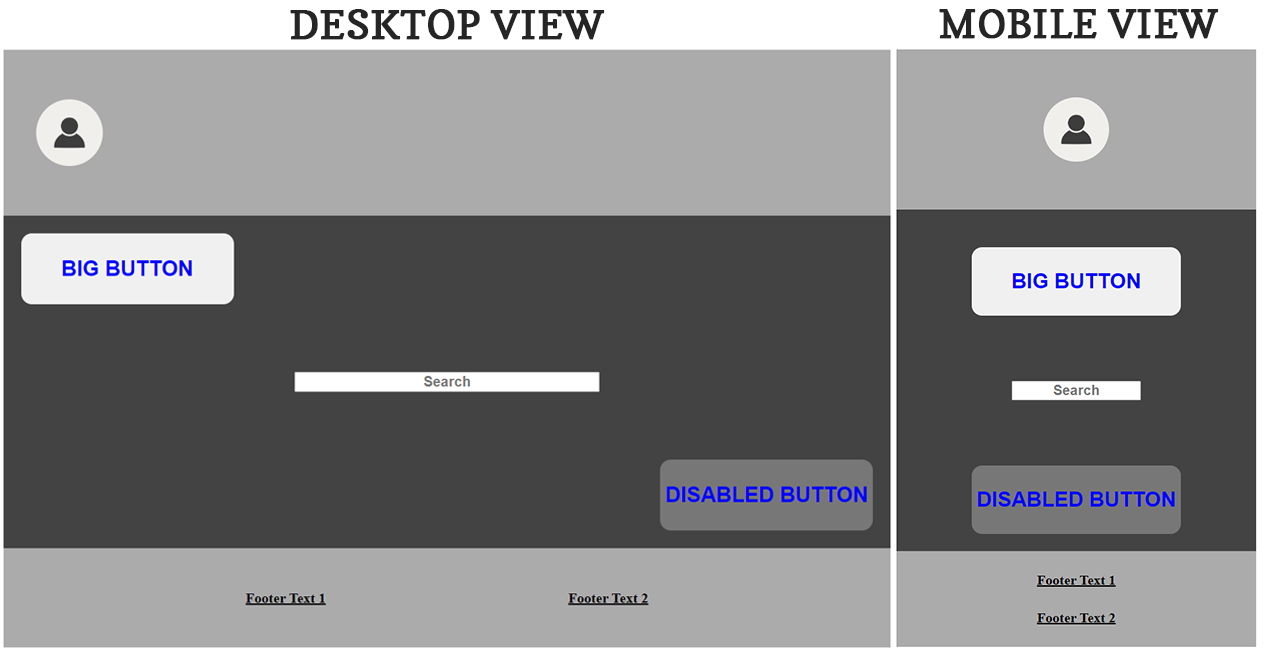 DESKTOP VIEW
BIG BUTTON
Search
DISABLED BUTTON
Footer Text 1
Footer Text 2
MOBILE VIEW
BIG BUTTON
Search
DISABLED BUTTON
Footer Text 1
Footer Text 2